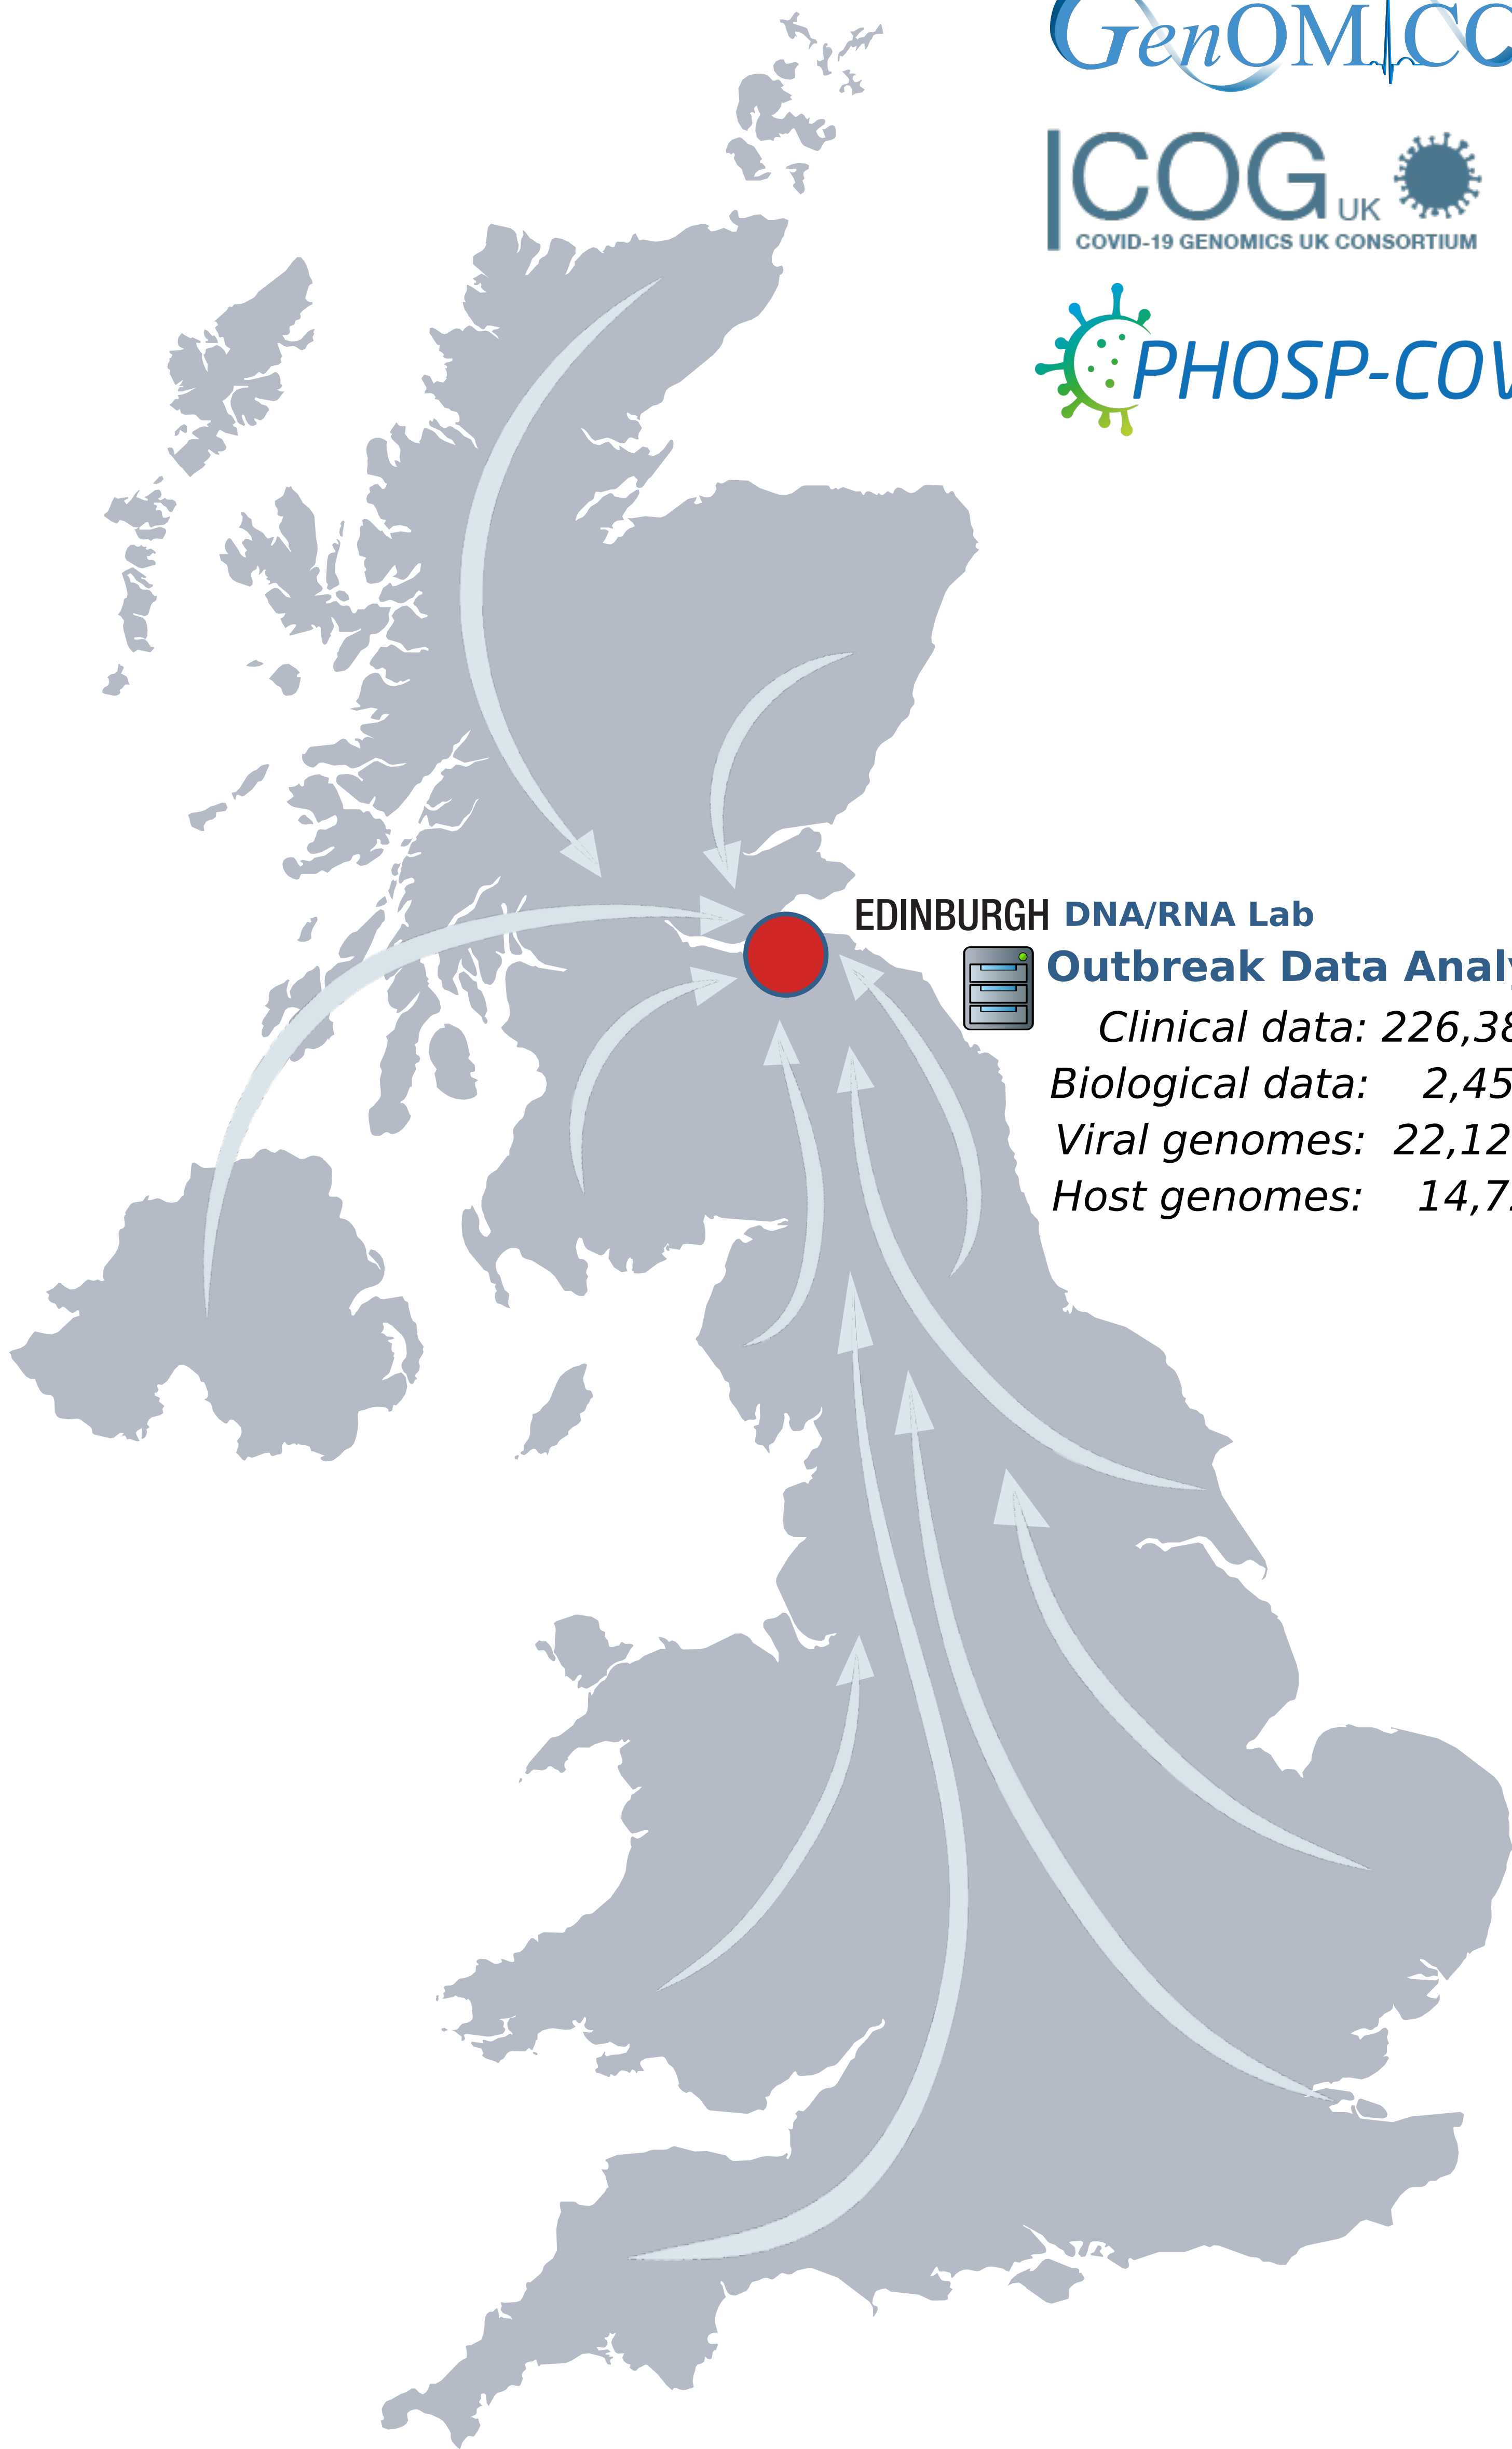 GenOMICC
COG UK
COVID-19 GENOMICS UK CONSORTIUM
PHOSP-COV
EDINBURGH DNA/RNA Lab
Outbreak Data Analy
Clinical data: 226,38
Biological data: 2,45
Viral genomes: 22,12
Host genomes: 14,7